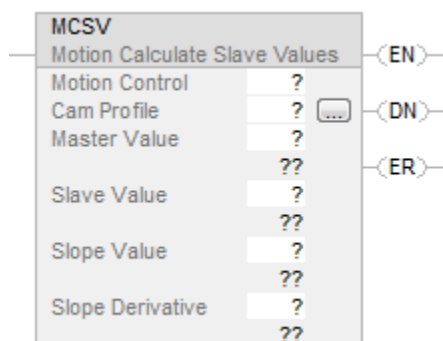 MCSV
Motion Calculate Slave Values (EN)
Motion Control ?
Cam Profile ? ... (DN)
Master Value ?
?? (ER)
Slave Value ?
??
Slope Value ?
??
Slope Derivative ?
??